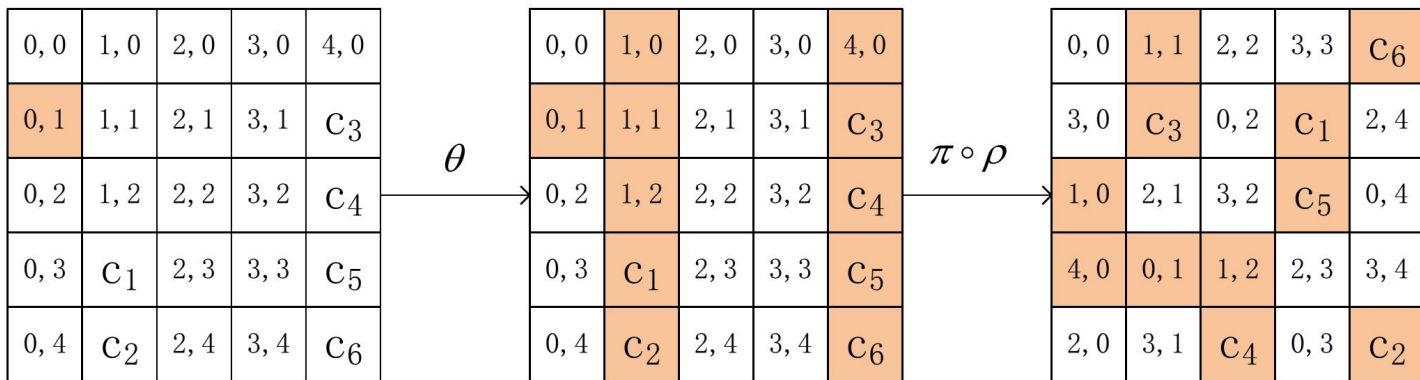 0, 0 1, 0 2, 0 3, 0 4, 0
0, 1 1, 1 2, 1 3, 1 C3
0, 2 1, 2 2, 2 3, 2 C4
0, 3 C1 2, 3 3, 3 C5
0, 4 C2 2, 4 3, 4 C6
θ
0, 0 1, 0 2, 0 3, 0 4, 0
0, 1 1, 1 2, 1 3, 1 C3
0, 2 1, 2 2, 2 3, 2 C4
0, 3 C1 2, 3 3, 3 C5
0, 4 C2 2, 4 3, 4 C6
π∘ρ
0, 0 1, 1 2, 2 3, 3 C6
3, 0 C3 0, 2 C1 2, 4
1, 0 2, 1 3, 2 C5 0, 4
4, 0 0, 1 1, 2 2, 3 3, 4
2, 0 3, 1 C4 0, 3 C2